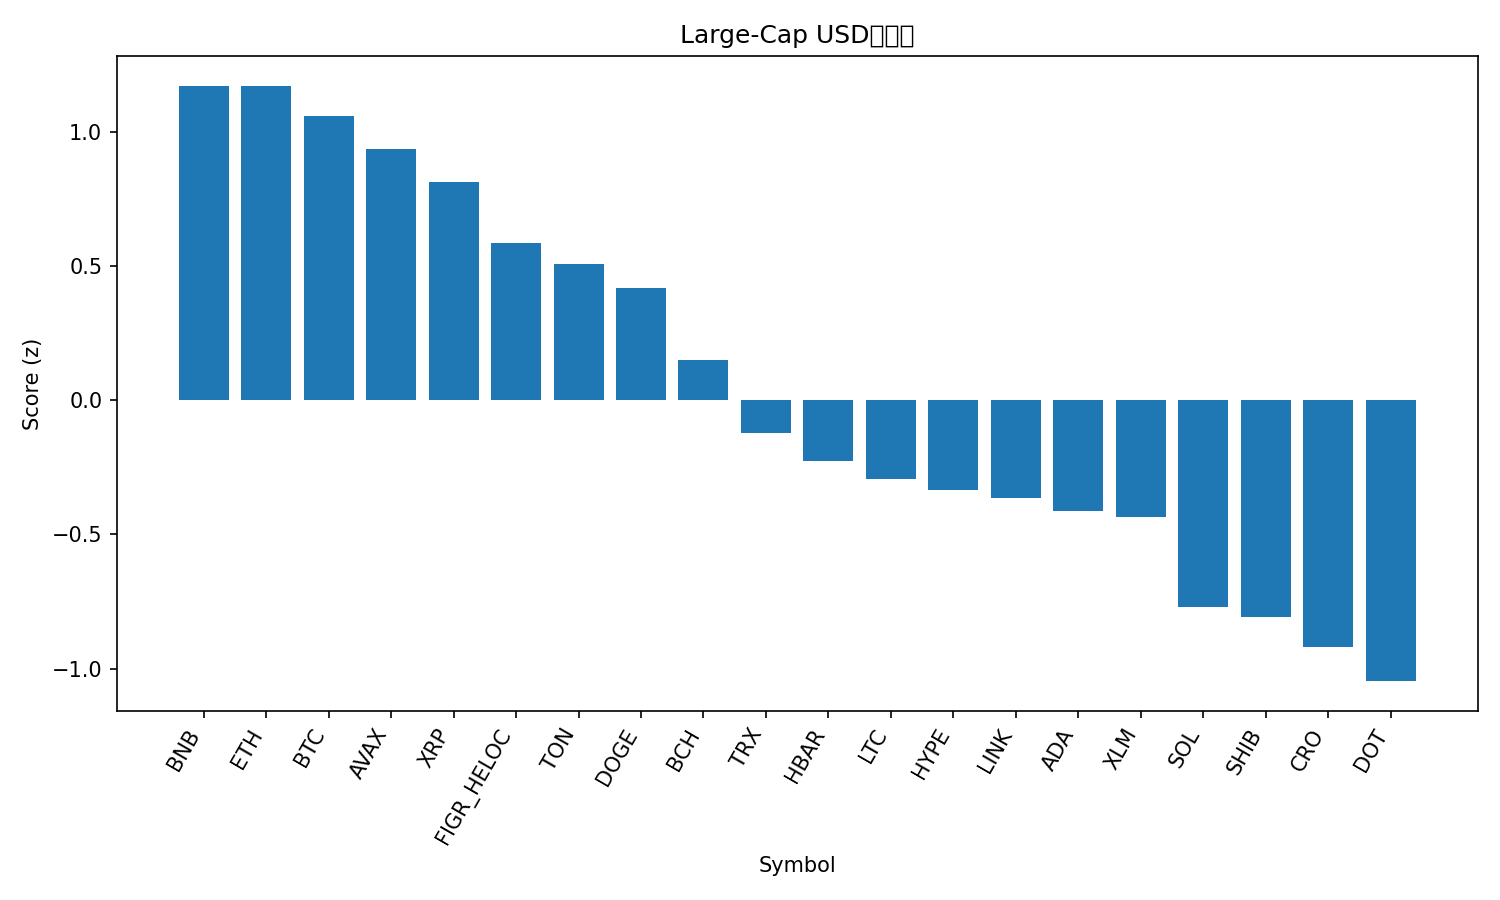 Large-Cap USD
1.0
0.5
0.0
−0.5
−1.0
Score (z)
BNB
ETH
BTC
AVAX
XRP
FIGR_HELOC
TON
DOGE
BCH
TRX
HBAR
LTC
HYPE
LINK
ADA
XLM
SOL
SHIB
CRO
DOT
Symbol